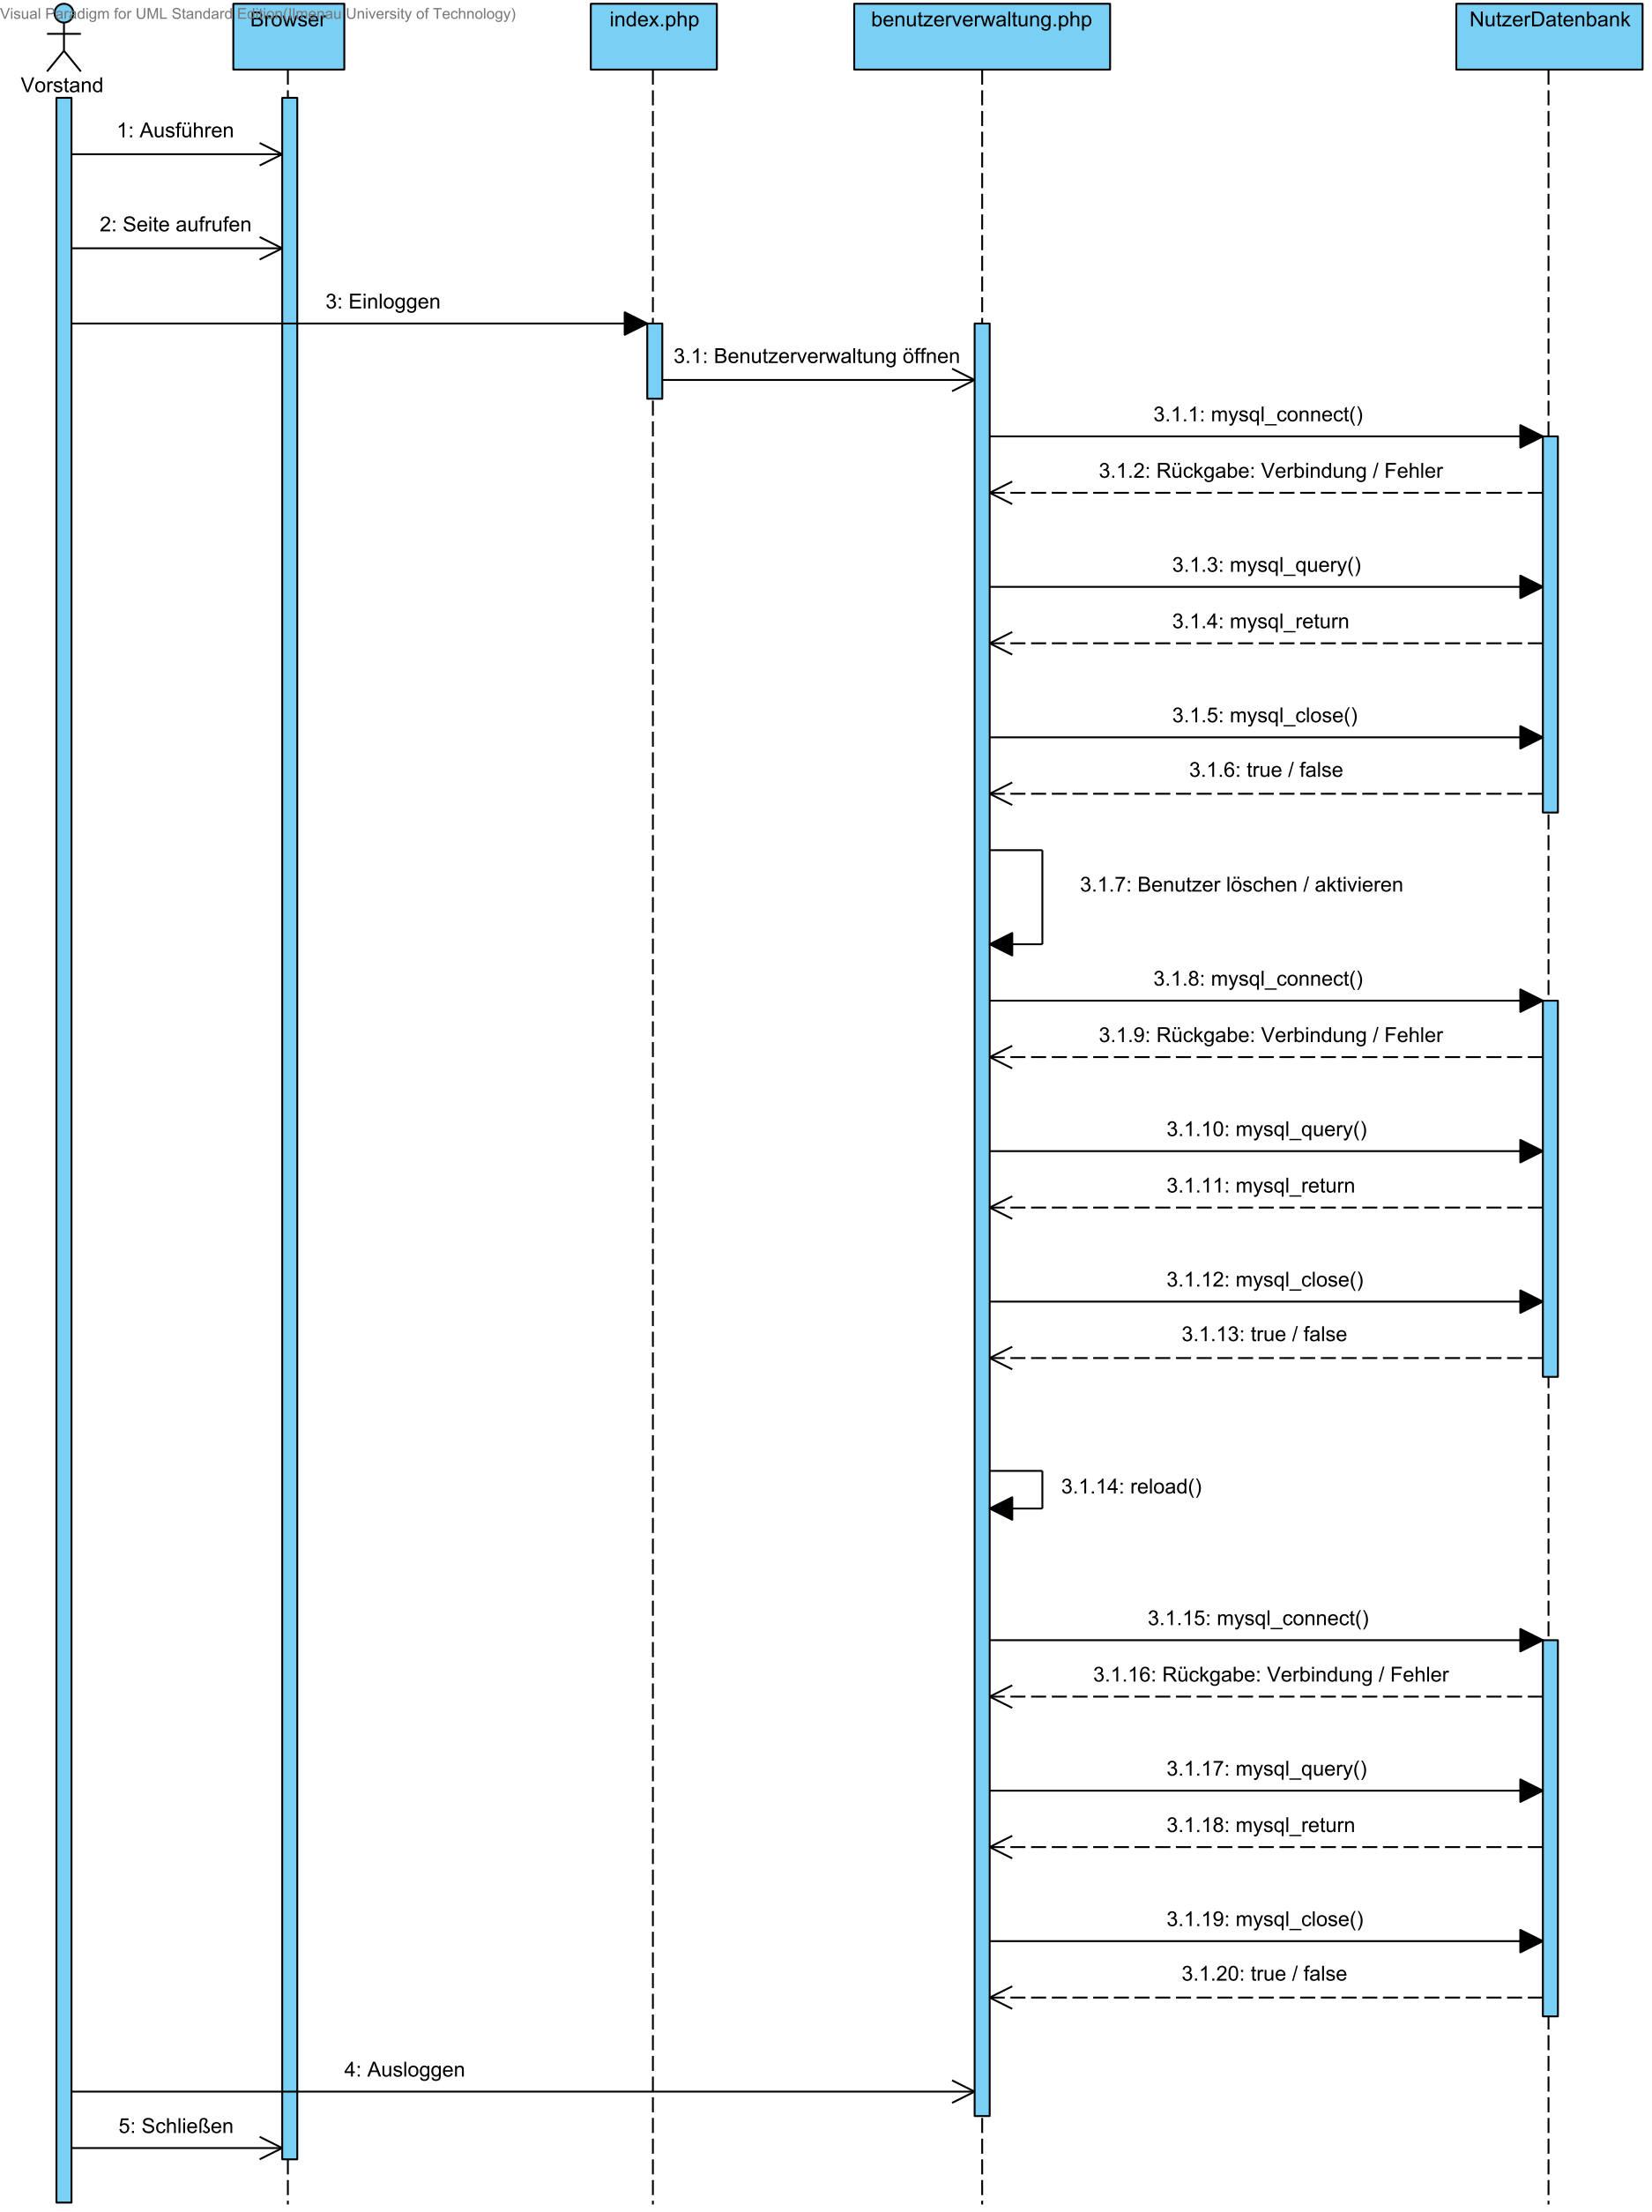 Visual Paradigm for UML Standard Edition(Ilmenau University of Technology)
Browser
index.php
benutzerverwaltung.php
NutzerDatenbank
Vorstand
1: Ausführen
2: Seite aufrufen
3: Einloggen
3.1: Benutzerverwaltung öffnen
3.1.1: mysql_connect()
3.1.2: Rückgabe: Verbindung / Fehler
3.1.3: mysql_query()
3.1.4: mysql_return
3.1.5: mysql_close()
3.1.6: true / false
3.1.7: Benutzer löschen / aktivieren
3.1.8: mysql_connect()
3.1.9: Rückgabe: Verbindung / Fehler
3.1.10: mysql_query()
3.1.11: mysql_return
3.1.12: mysql_close()
3.1.13: true / false
3.1.14: reload()
3.1.15: mysql_connect()
3.1.16: Rückgabe: Verbindung / Fehler
3.1.17: mysql_query()
3.1.18: mysql_return
3.1.19: mysql_close()
3.1.20: true / false
4: Ausloggen
5: Schließen